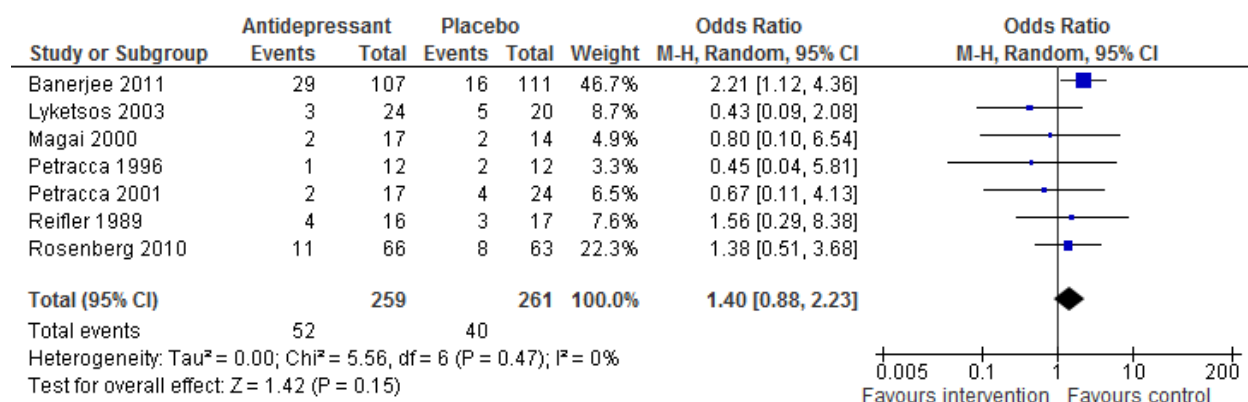 Antidepressant Placebo Odds Ratio Odds Ratio
Study or Subgroup Events Total Events Total Weight M-H, Random, 95% CI M-H, Random, 95% CI
Banerjee 2011 29 107 16 111 46.7% 2.21 [1.12, 4.36]
Lyketsos 2003 3 24 5 20 8.7% 0.43 [0.09, 2.08]
Magai 2000 2 17 2 14 4.9% 0.80 [0.10, 6.54]
Petracca 1996 1 12 2 12 3.3% 0.45 [0.04, 5.81]
Petracca 2001 2 17 4 24 6.5% 0.67 [0.11, 4.13]
Reifler 1989 4 16 3 17 7.6% 1.56 [0.29, 8.38]
Rosenberg 2010 11 66 8 63 22.3% 1.38 [0.51, 3.68]
Total (95% CI) 259 261 100.0% 1.40 [0.88, 2.23]
Total events 52 40
Heterogeneity: Tau² = 0.00; Chi² = 5.56, df = 6 (P = 0.47); I² = 0%
Test for overall effect: Z = 1.42 (P = 0.15)
0.005 0.1 1 10 200
Favours intervention Favours control